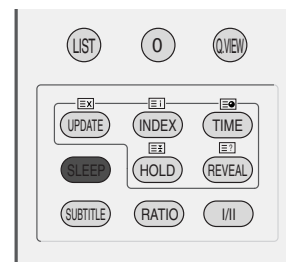 LIST 0 Q.VIEW
UPDATE INDEX TIME
SLEEP HOLD REVEAL
SUBTITLE RATIO I/II